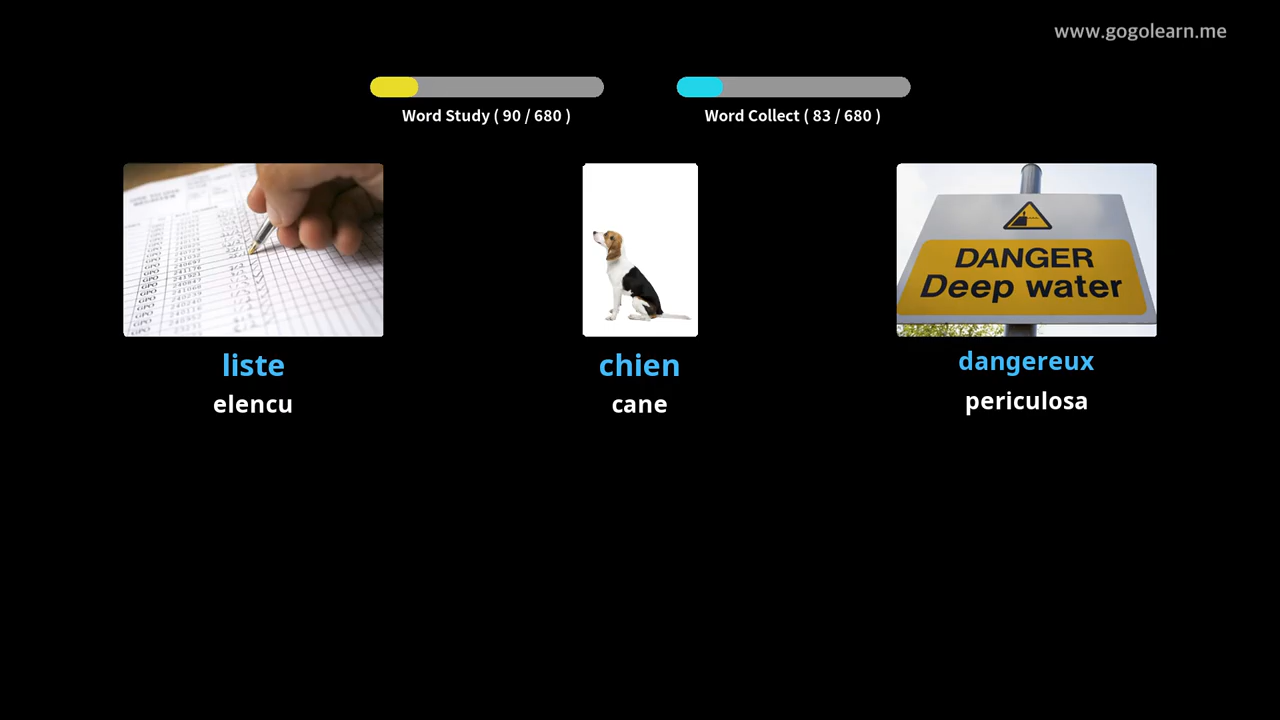 www.gogolearn.me
Word Study ( 90 / 680 )
Word Collect ( 83 / 680 )
DANGER
Deep water
liste
chien
dangereux
elencu
cane
periculosa